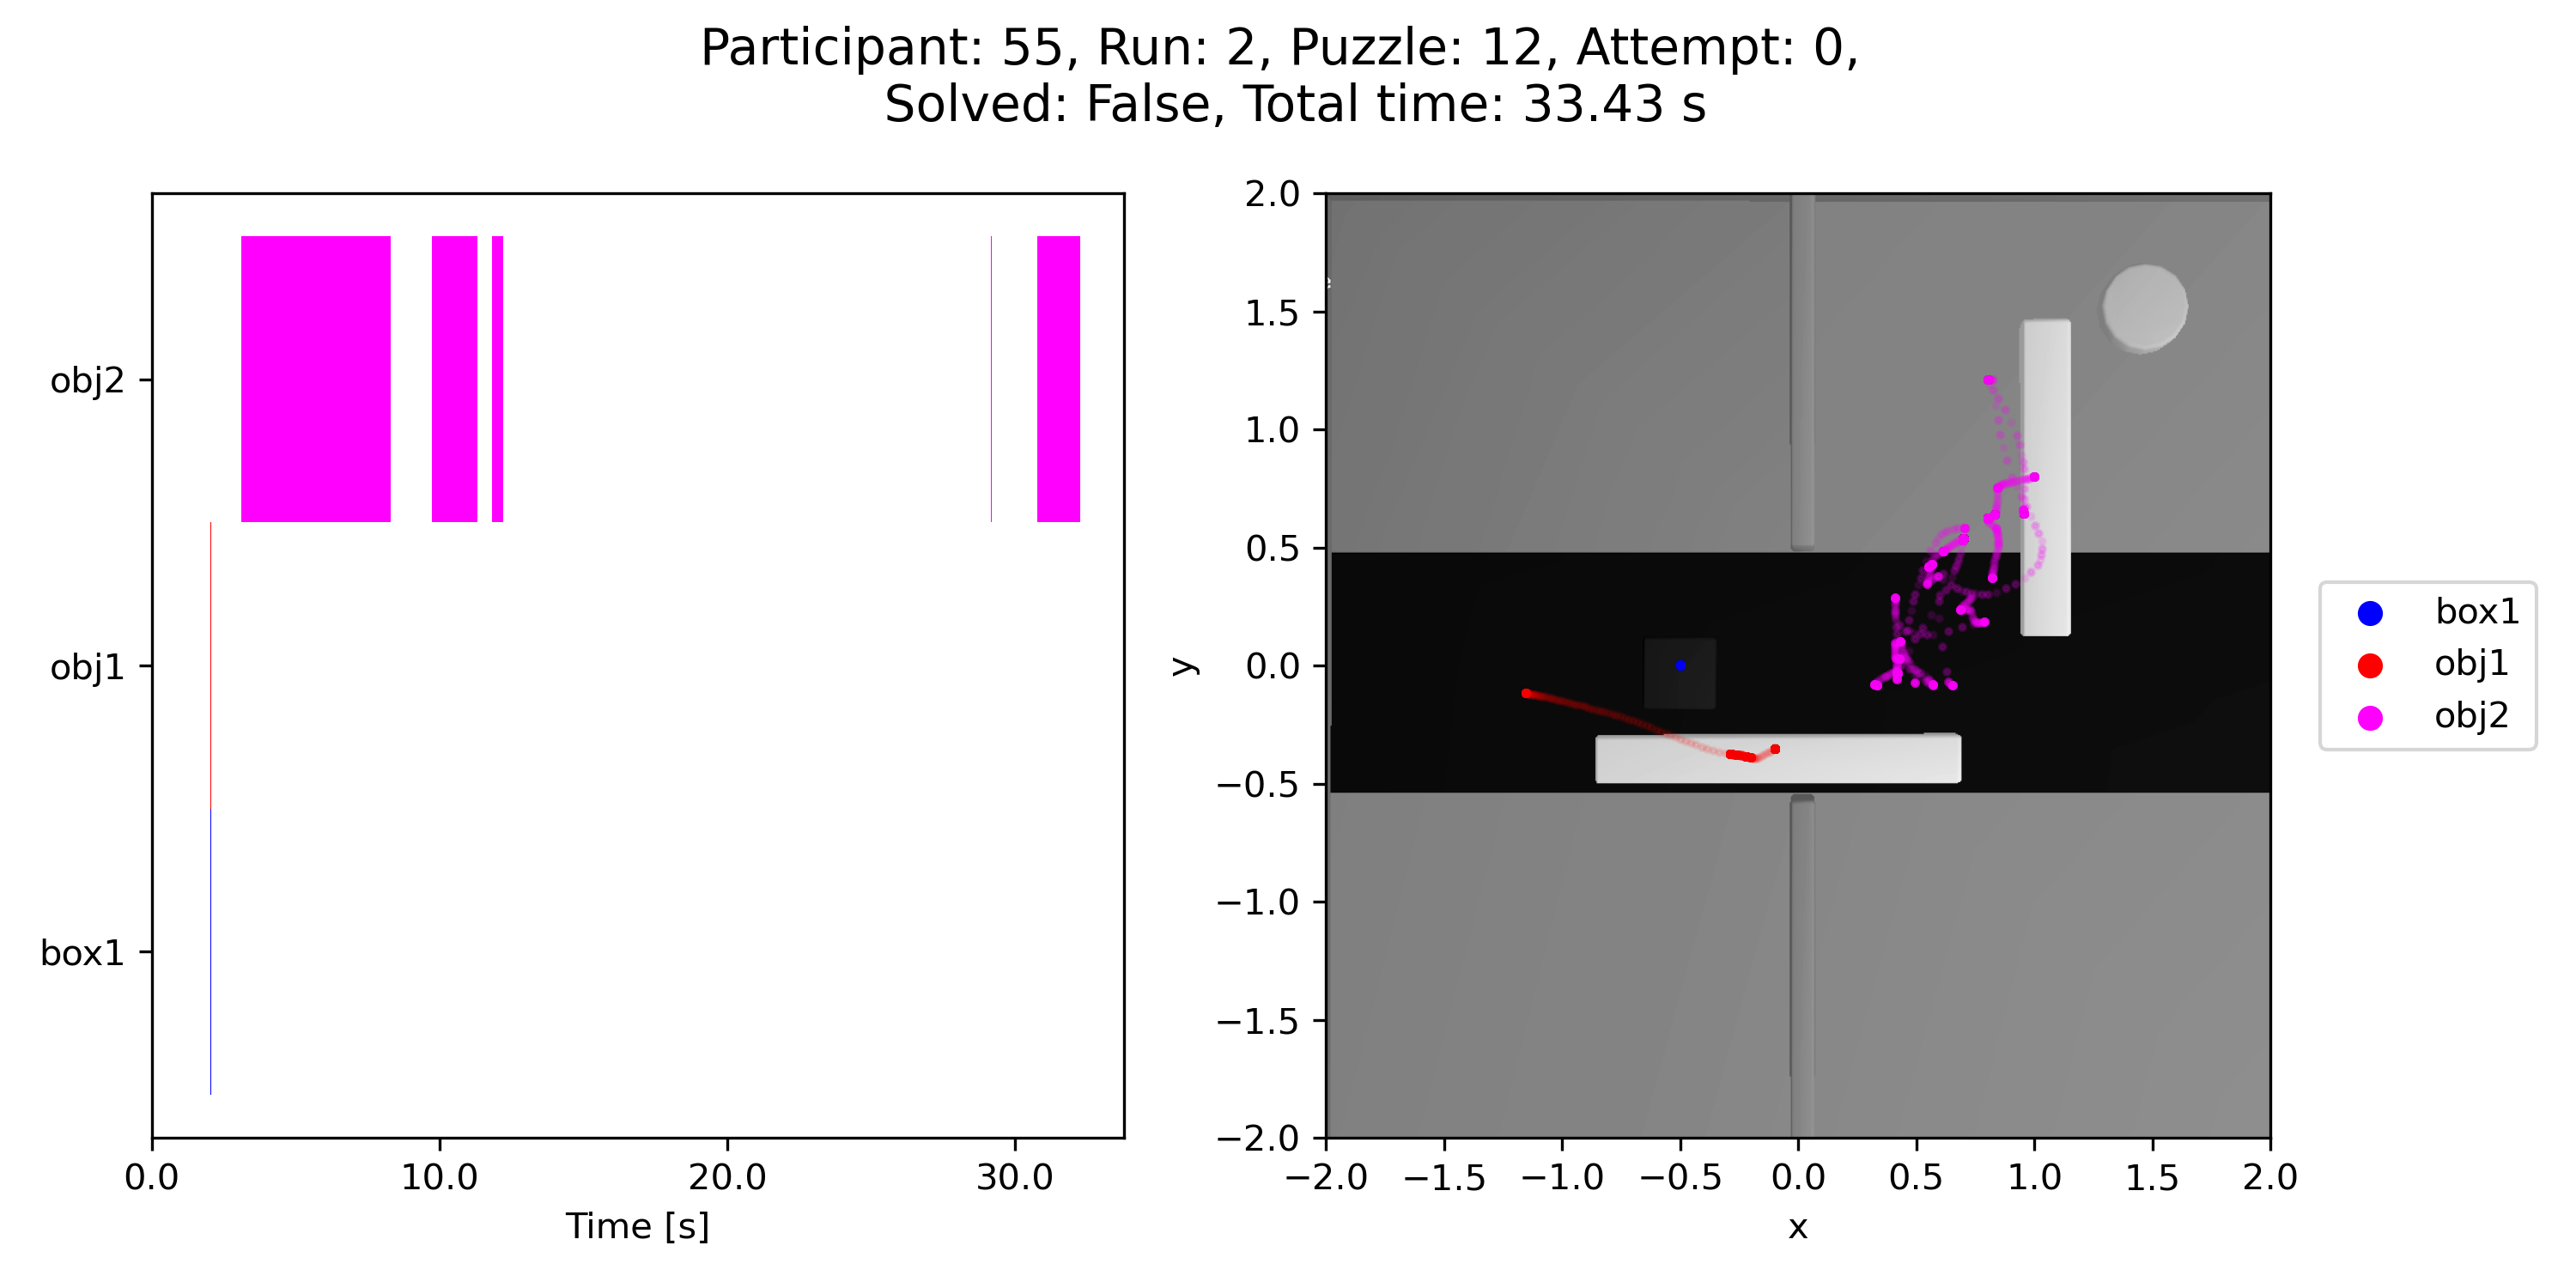 Participant: 55, Run: 2, Puzzle: 12, Attempt: 0,
Solved: False, Total time: 33.43 s
obj2
obj1
box1
0.0 10.0 20.0 30.0
Time [s]
2.0
1.5
1.0
0.5
0.0
−0.5
−1.0
−1.5
−2.0
y
−2.0 −1.5 −1.0 −0.5 0.0 0.5 1.0 1.5 2.0
x
box1
obj1
obj2